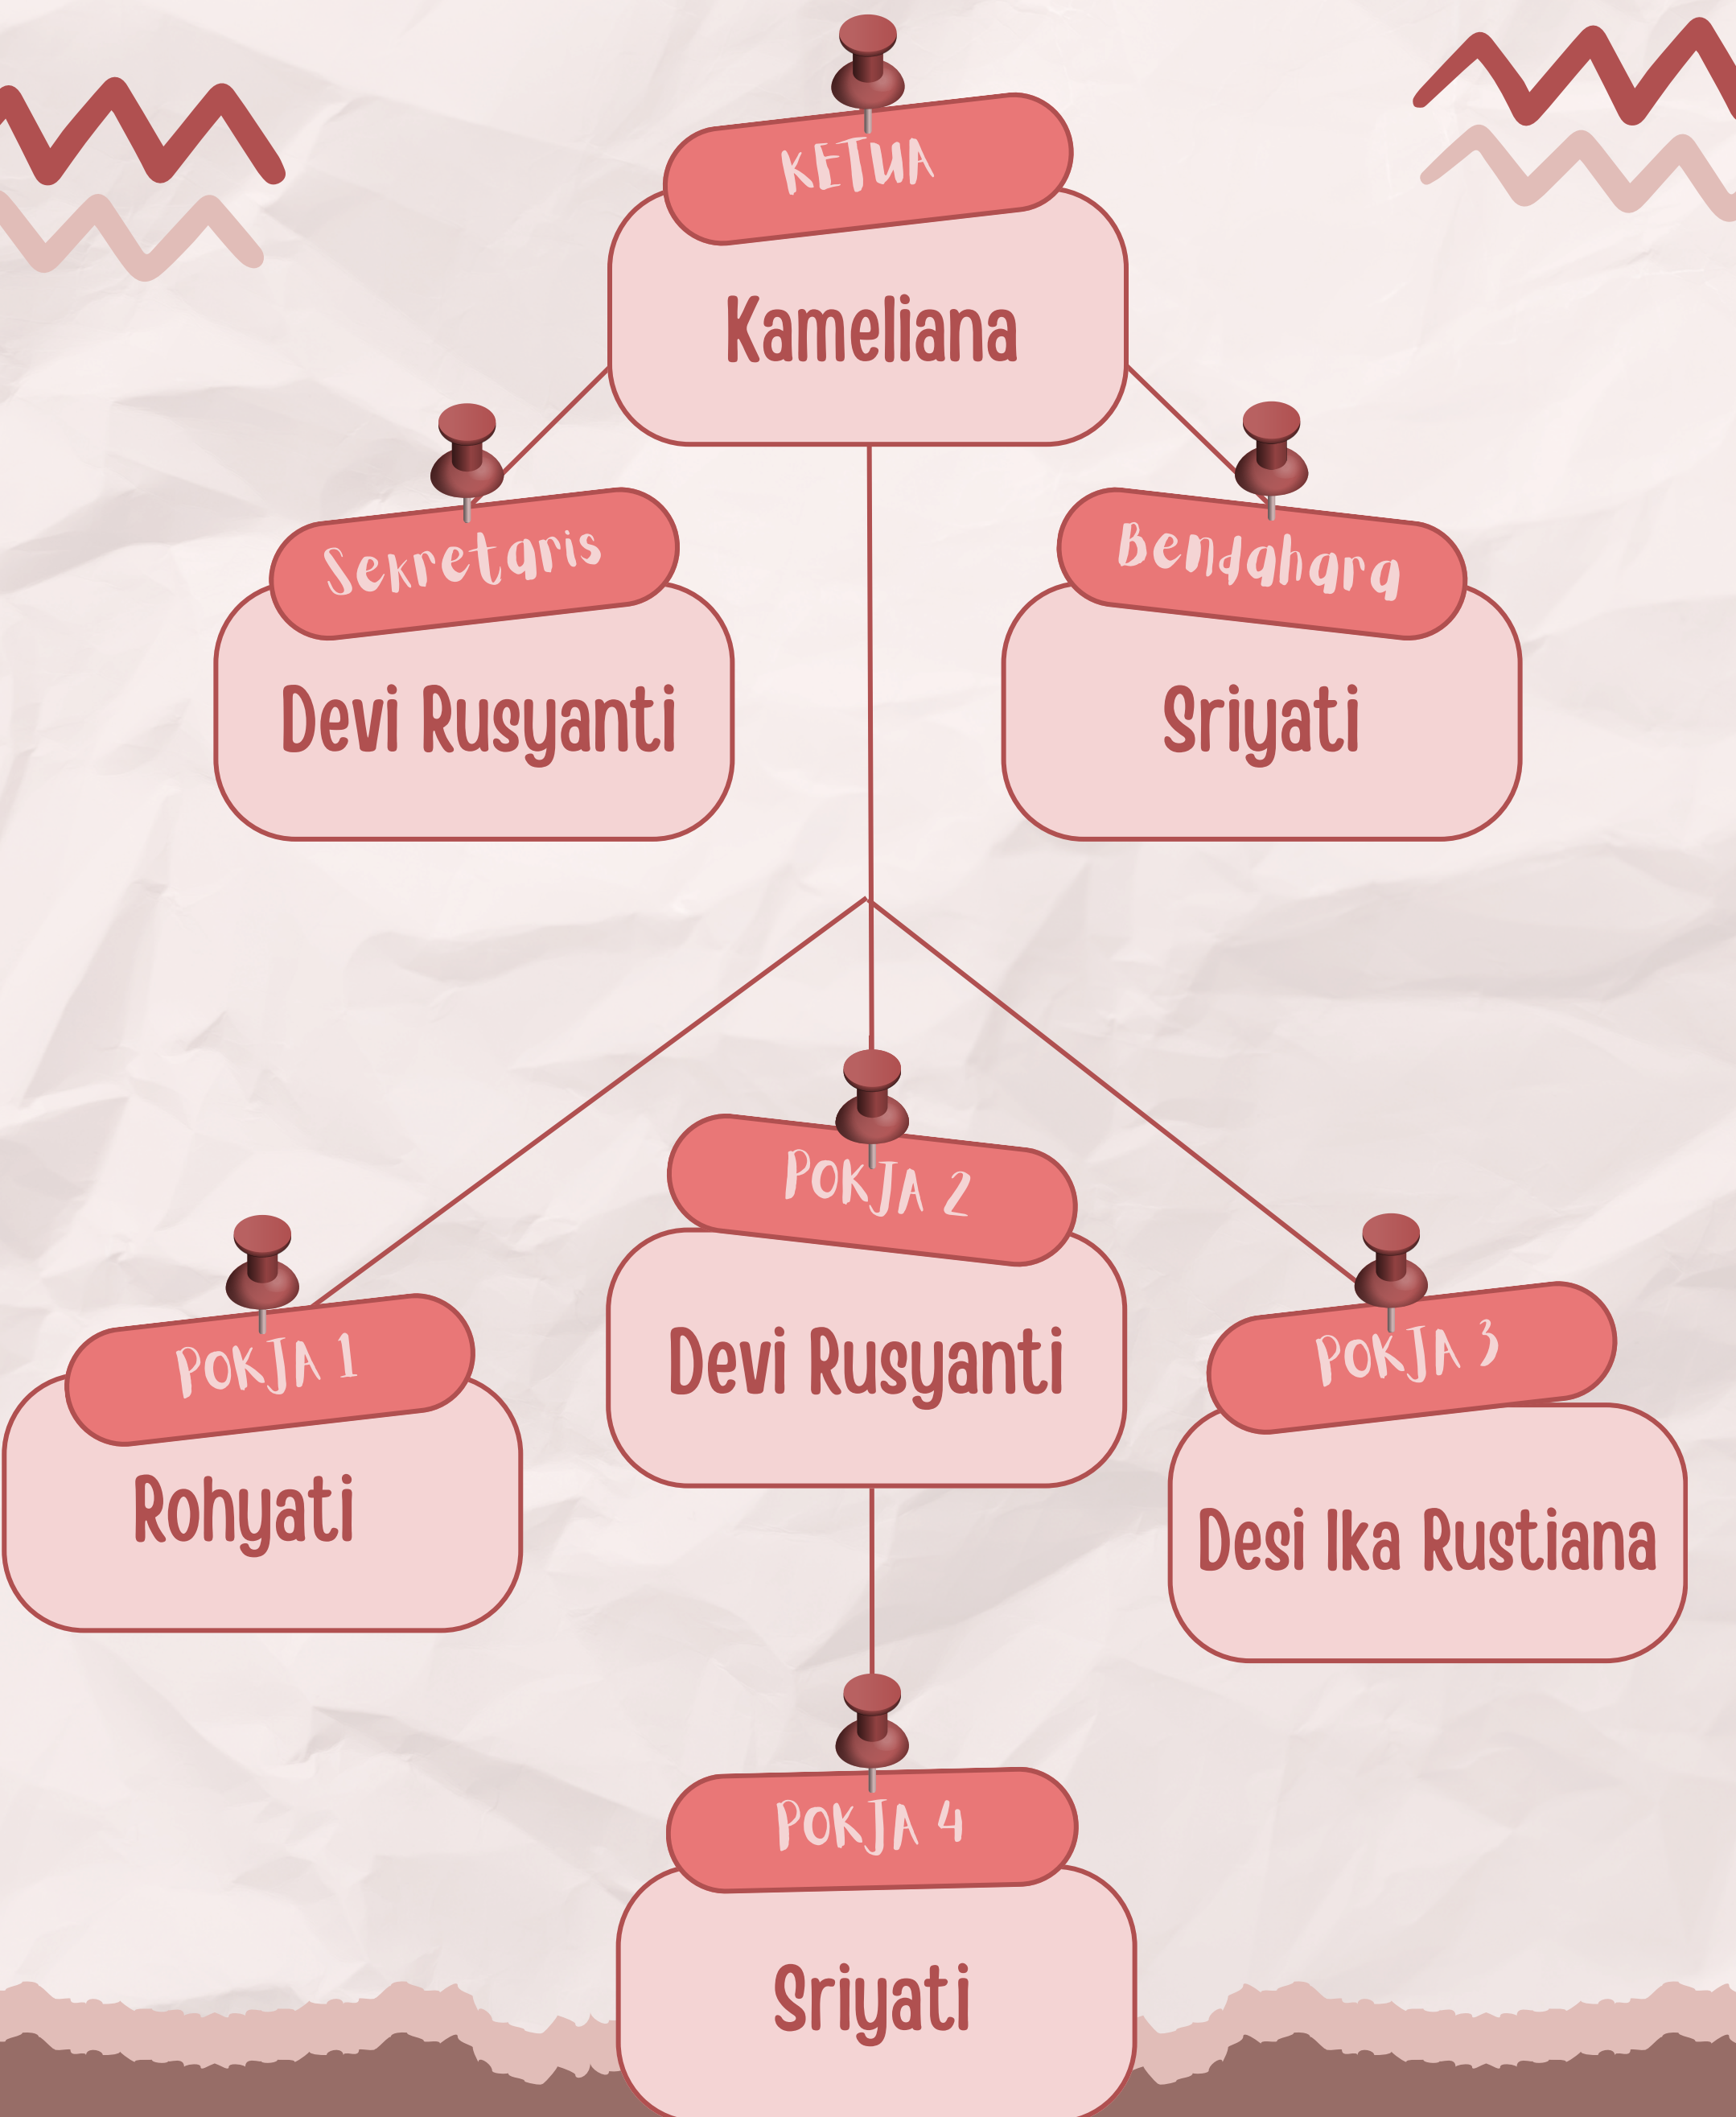 KETUA
Kameliana
Sekretaris
Devi Rusyanti
Bendahara
Sriyati
POKJA 1
Rohyati
POKJA 2
Devi Rusyanti
POKJA 3
Desi Ika Rustiana
POKJA 4
Sriyati